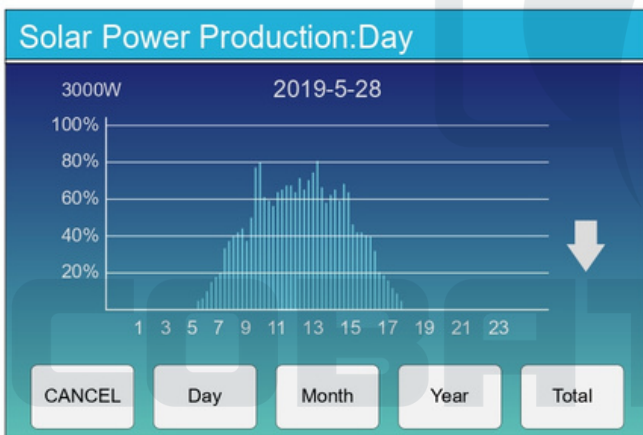 Solar Power Production:Day
3000W 2019-5-28
100%
80%
60%
40%
20%
1 3 5 7 9 11 13 15 17 19 21 23
CANCEL Day Month Year Total